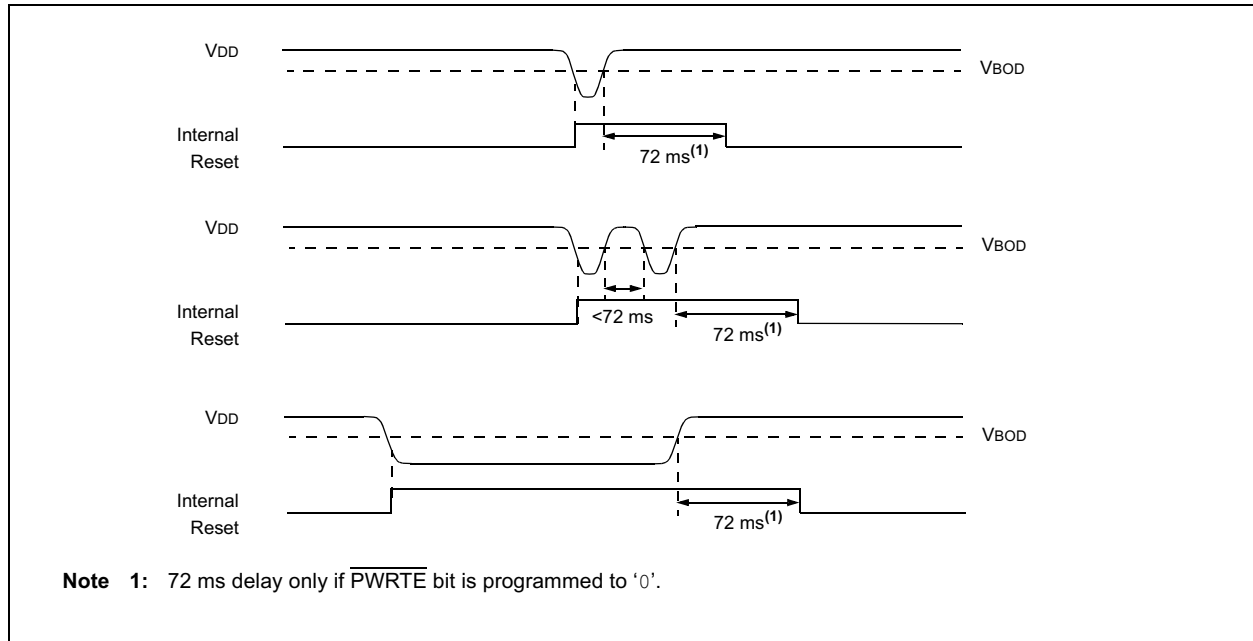 VDD
VBOD
Internal
Reset
72 ms(1)
VDD
VBOD
Internal
Reset
<72 ms
72 ms(1)
VDD
VBOD
Internal
Reset
72 ms(1)
Note 1: 72 ms delay only if PWRTE bit is programmed to ‘0’.